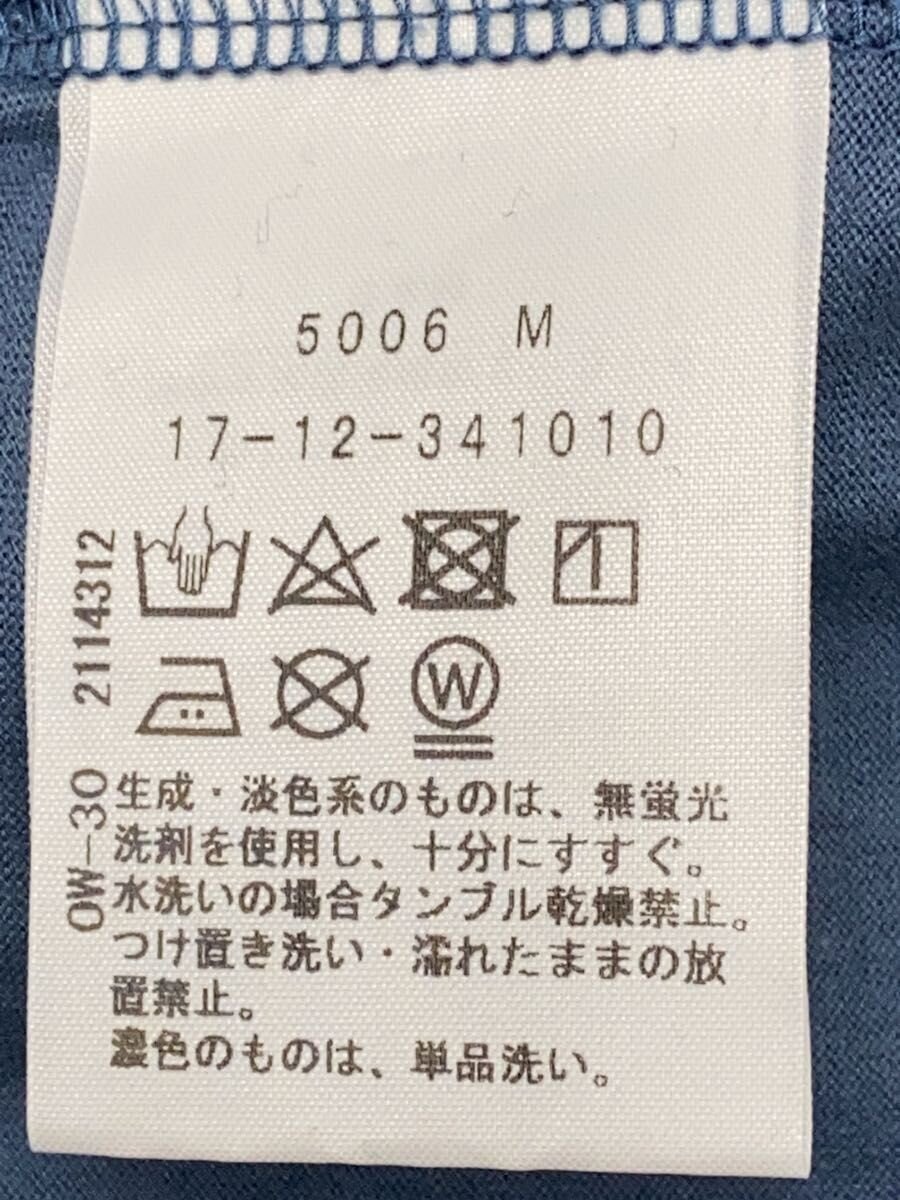 5006 M
17-12-341010
2114312
W
OW-30
生成・淡色系のものは、無蛍光
洗剤を使用し、十分にすすぐ。
水洗いの場合タンブル乾燥禁止。
つけ置き洗い・濡れたままの放
置禁止。
濃色のものは、単品洗い。